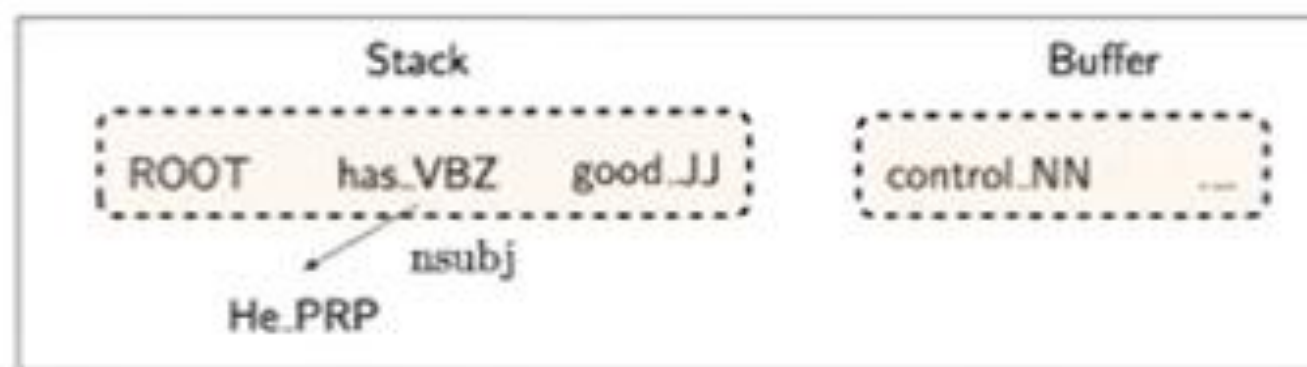 Stack Buffer
ROOT has_VBZ good_JJ control_NN ...
nsubj
He_PRP